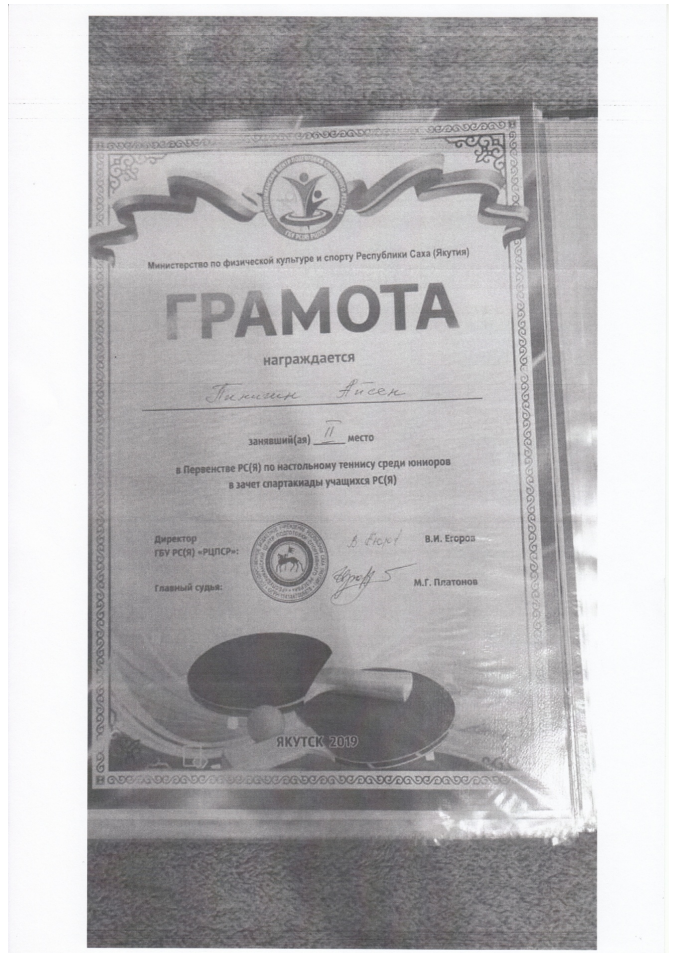 Министерство по физической культуре и спорту Республики Саха (Якутия)
ГРАМОТА
награждается
Пинигин Айсен
занявший(ая) II место
в Первенстве РС(Я) по настольному теннису среди юниоров
в зачет спартакиады учащихся РС(Я)
Директор
ГБУ РС(Я) «РЦПСР»:
В.И. Егоров
Главный судья:
М.Г. Платонов
ЯКУТСК 2019